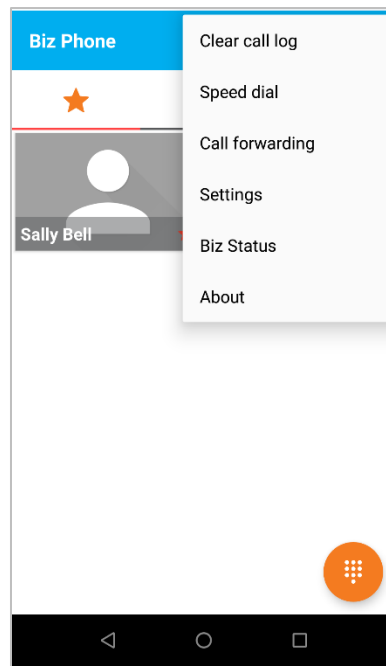 Biz Phone
Clear call log
Speed dial
Call forwarding
Settings
Biz Status
About
Sally Bell